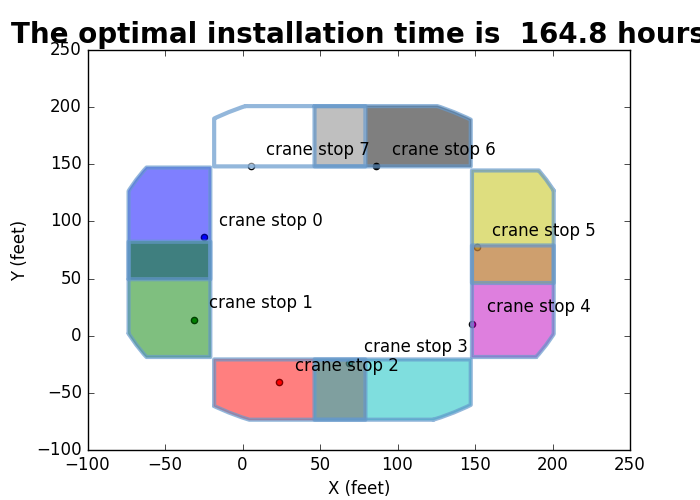 The optimal installation time is 164.8 hours
250
200
150
100
50
0
−50
−100
Y (feet)
crane stop 7
crane stop 6
crane stop 0
crane stop 5
crane stop 1
crane stop 4
crane stop 3
crane stop 2
−100
−50
0
50
100
150
200
250
X (feet)